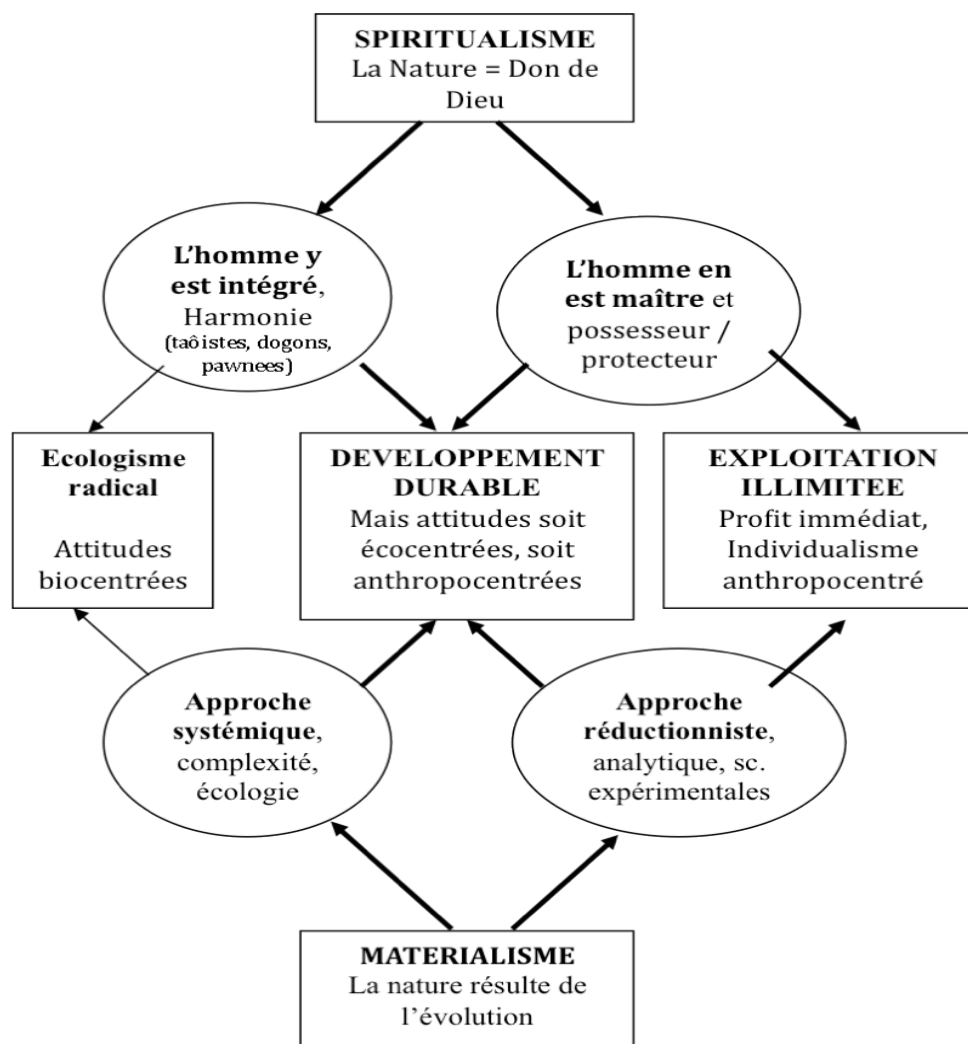 SPIRITUALISME
La Nature = Don de
Dieu
L’homme y
est intégré,
Harmonie
(taôistes, dogons,
pawnees)
L’homme en
est maître et
possesseur /
protecteur
Ecologisme
radical
Attitudes
biocentrées
DEVELOPPEMENT
DURABLE
Mais attitudes soit
écocentrées, soit
anthropocentrées
EXPLOITATION
ILLIMITEE
Profit immédiat,
Individualisme
anthropocentré
Approche
systémique,
complexité,
écologie
Approche
réductionniste,
analytique, sc.
expérimentales
MATERIALISME
La nature résulte de
l’évolution